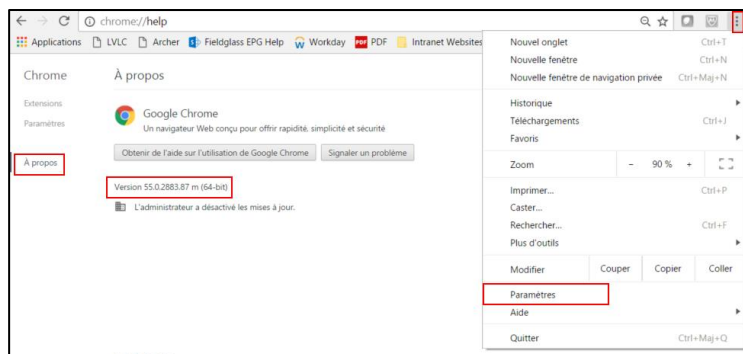 chrome://help
Applications LVLC Archer Fieldglass EPG Help Workday PDF PDF Intranet Websites
Chrome
Extensions
Paramètres
À propos
À propos
Google Chrome
Un navigateur Web conçu pour offrir rapidité, simplicité et sécurité
Obtenir de l'aide sur l'utilisation de Google Chrome Signaler un problème
Version 55.0.2883.87 m (64-bit)
L'administrateur a désactivé les mises à jour.
Nouvel onglet Ctrl+T
Nouvelle fenêtre Ctrl+N
Nouvelle fenêtre de navigation privée Ctrl+Maj+N
Historique
Téléchargements Ctrl+J
Favoris
Zoom - 90 % +
Imprimer... Ctrl+P
Caster...
Rechercher... Ctrl+F
Plus d'outils
Modifier Couper Copier Coller
Paramètres
Aide
Quitter Ctrl+Maj+Q